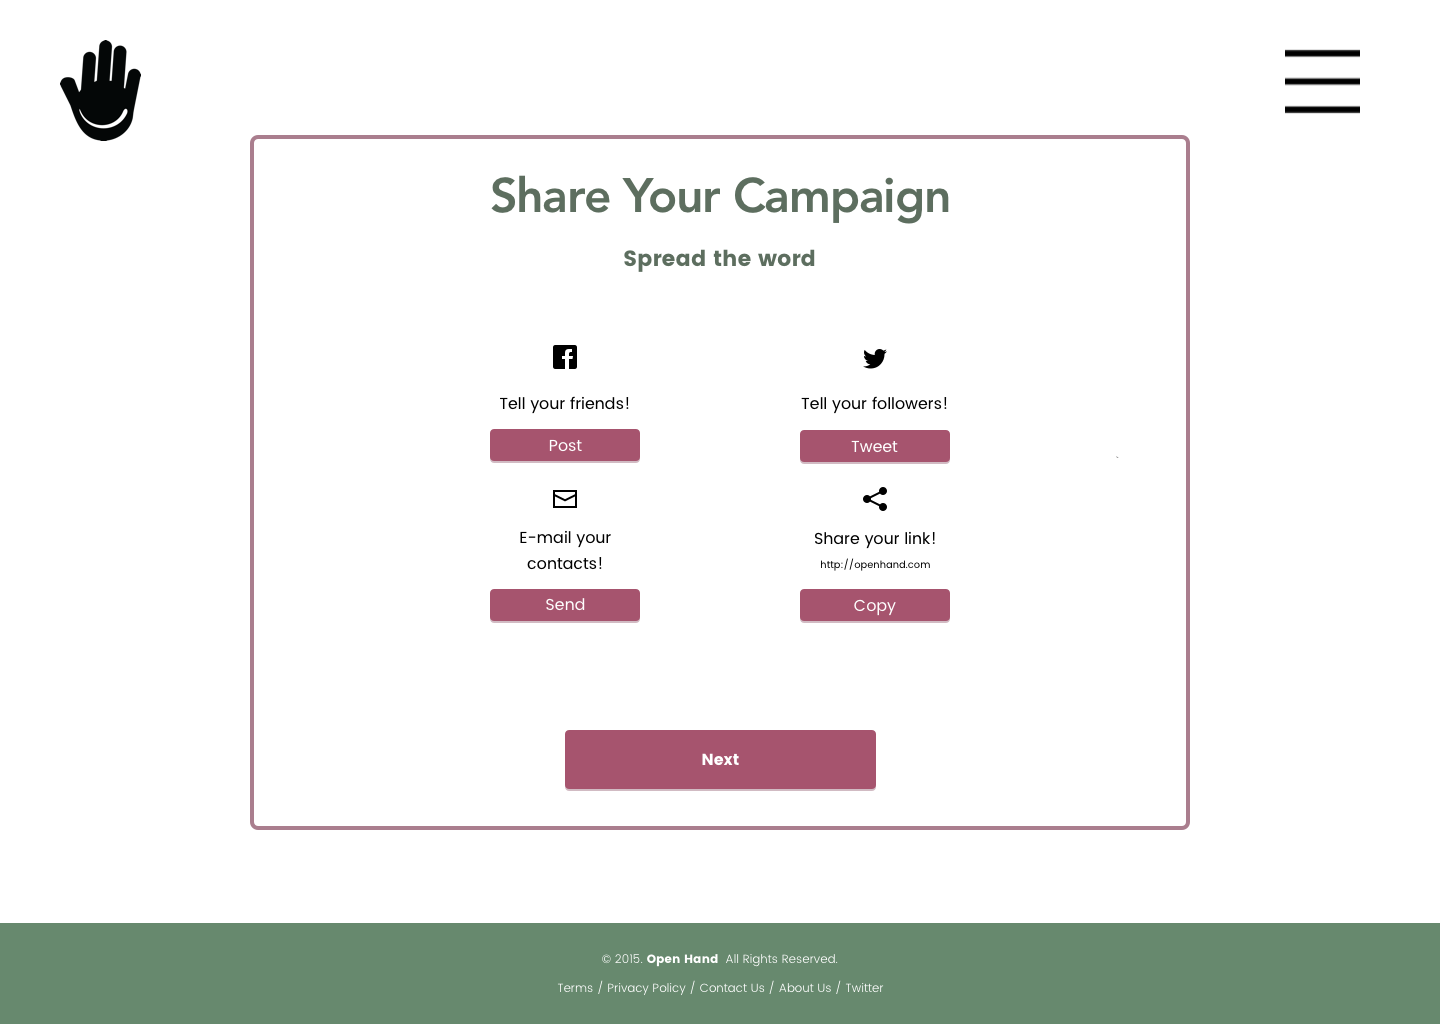 Share Your Campaign
Spread the word
Tell your friends!
Post
Tell your followers!
Tweet
E-mail your
contacts!
Send
Share your link!
http://openhand.com
Copy
Next
© 2015. Open Hand All Rights Reserved.
Terms / Privacy Policy / Contact Us / About Us / Twitter